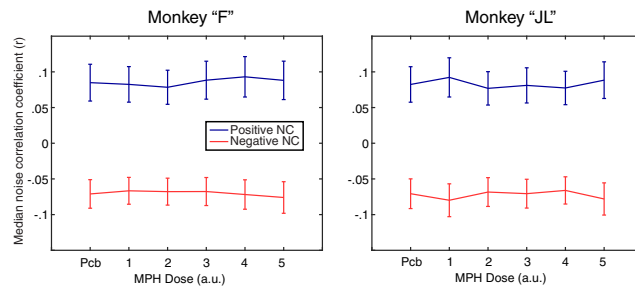 Monkey “F”
Monkey “JL”
Median noise correlation coefficient (r)
.1
.05
0
-.05
-.1
Positive NC
Negative NC
.1
.05
0
-.05
-.1
Pcb 1 2 3 4 5
MPH Dose (a.u.)
Pcb 1 2 3 4 5
MPH Dose (a.u.)